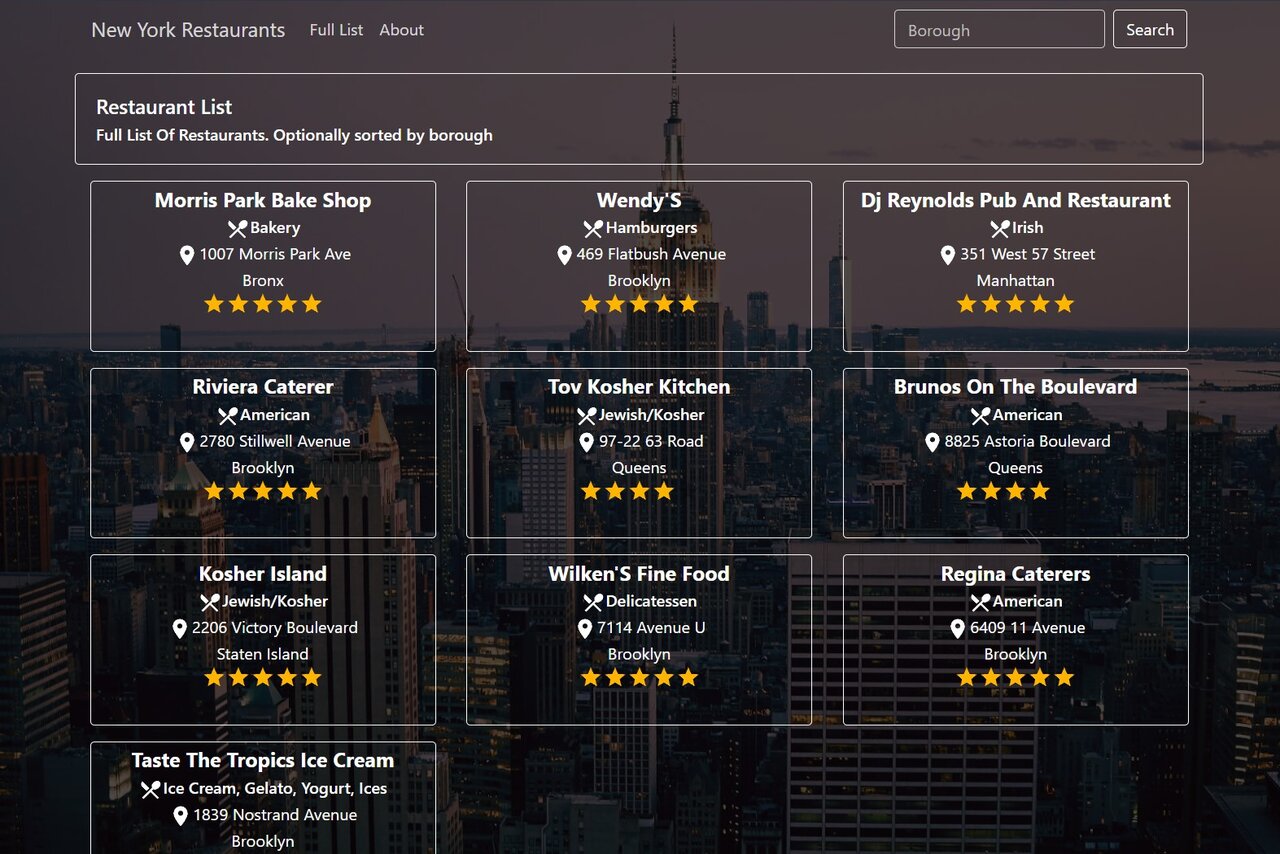 New York Restaurants Full List About Borough Search
Restaurant List
Full List Of Restaurants. Optionally sorted by borough
Morris Park Bake Shop
Bakery
1007 Morris Park Ave
Bronx
Wendy'S
Hamburgers
469 Flatbush Avenue
Brooklyn
Dj Reynolds Pub And Restaurant
Irish
351 West 57 Street
Manhattan
Riviera Caterer
American
2780 Stillwell Avenue
Brooklyn
Tov Kosher Kitchen
Jewish/Kosher
97-22 63 Road
Queens
Brunos On The Boulevard
American
8825 Astoria Boulevard
Queens
Kosher Island
Jewish/Kosher
2206 Victory Boulevard
Staten Island
Wilken'S Fine Food
Delicatessen
7114 Avenue U
Brooklyn
Regina Caterers
American
6409 11 Avenue
Brooklyn
Taste The Tropics Ice Cream
Ice Cream, Gelato, Yogurt, Ices
1839 Nostrand Avenue
Brooklyn